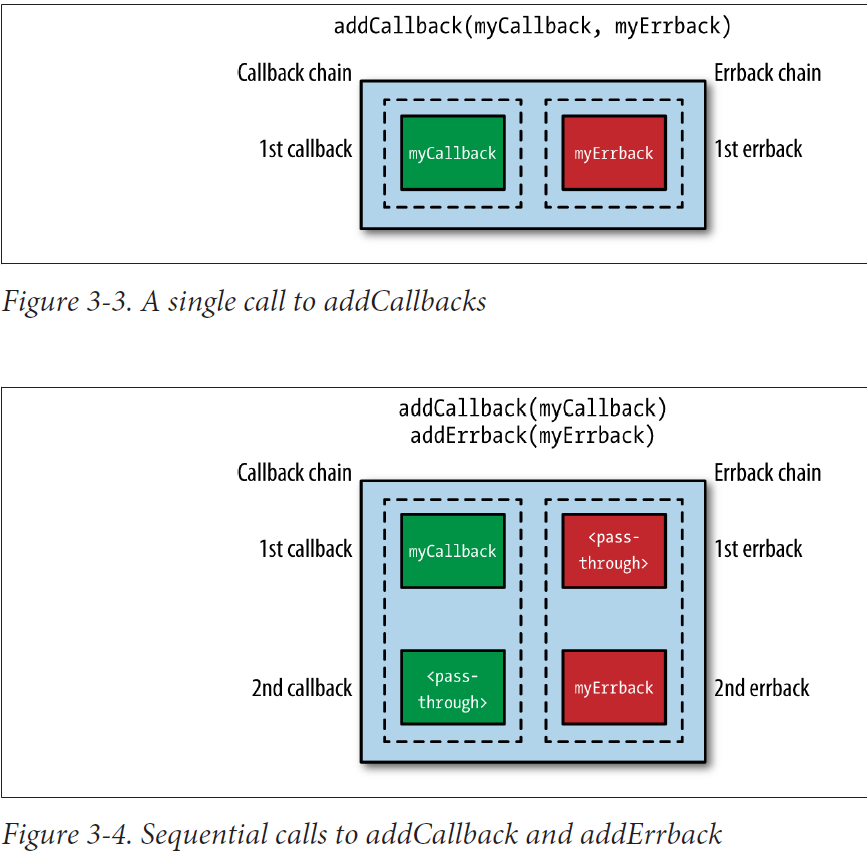 addCallback(myCallback, myErrback)
Callback chain
Errback chain
1st callback
myCallback
myErrback
1st errback
Figure 3-3. A single call to addCallbacks
addCallback(myCallback)
addErrback(myErrback)
Callback chain
Errback chain
1st callback
myCallback
<pass-
through>
1st errback
2nd callback
<pass-
through>
myErrback
2nd errback
Figure 3-4. Sequential calls to addCallback and addErrback